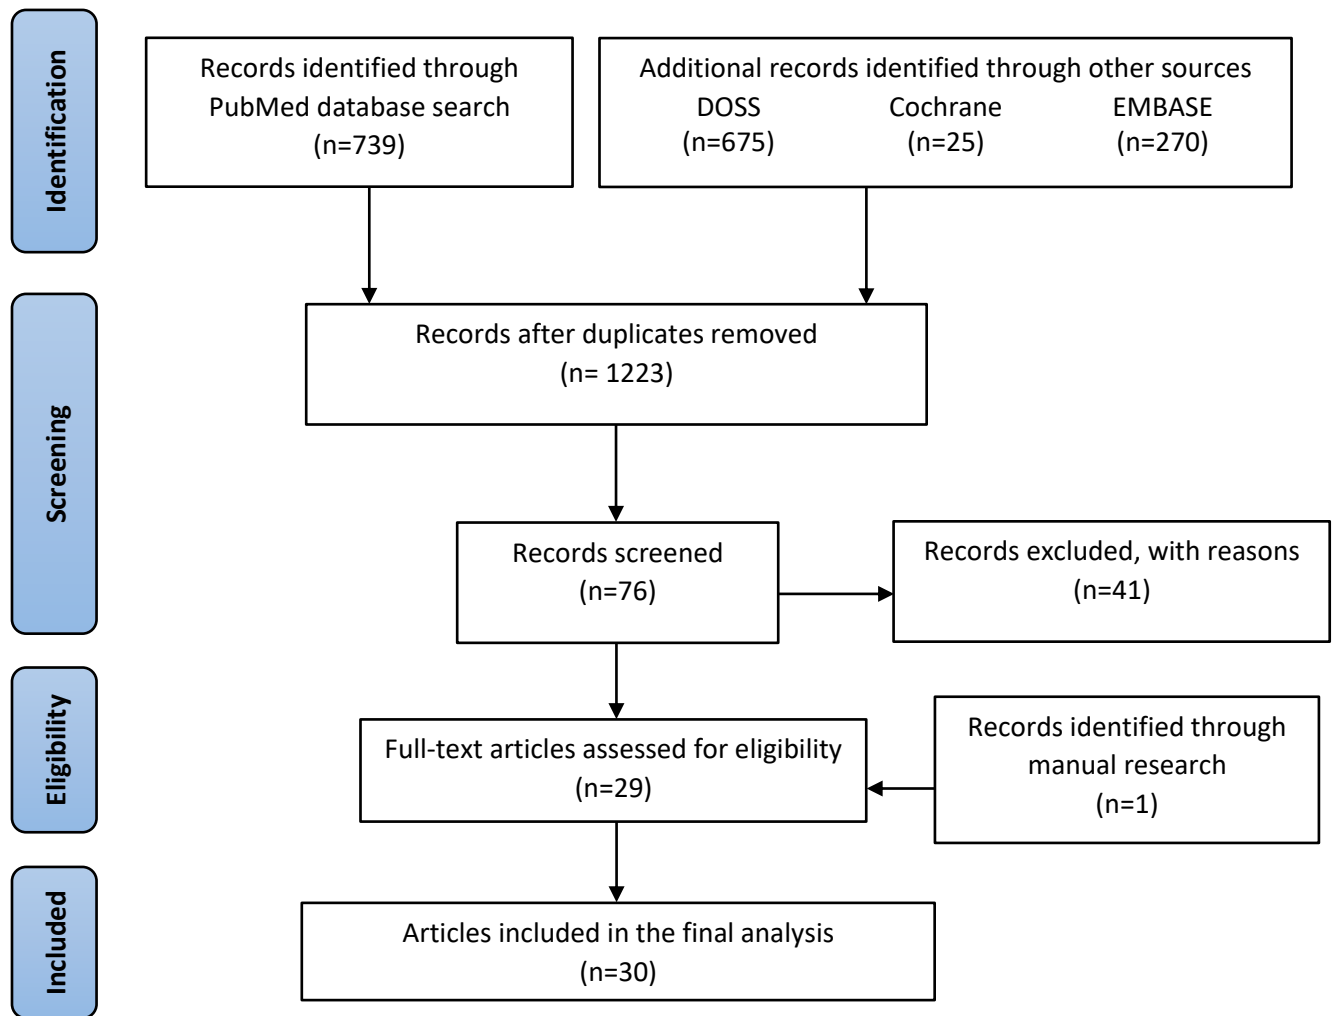 Identification
Records identified through
PubMed database search
(n=739)
Additional records identified through other sources
DOSS Cochrane EMBASE
(n=675) (n=25) (n=270)
Screening
Records after duplicates removed
(n= 1223)
Records screened
(n=76)
Records excluded, with reasons
(n=41)
Eligibility
Full-text articles assessed for eligibility
(n=29)
Records identified through
manual research
(n=1)
Included
Articles included in the final analysis
(n=30)